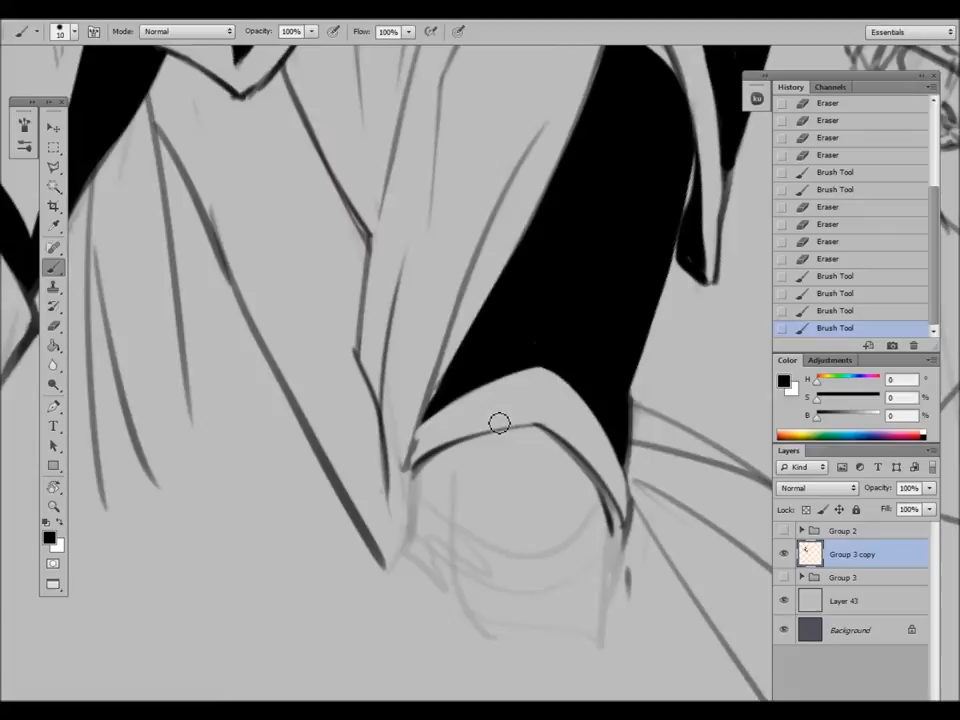 10 Mode: Normal Opacity: 100% Flow: 100% Essentials
History Channels
ku
Eraser
Eraser
Eraser
Eraser
Brush Tool
Brush Tool
Eraser
Eraser
Eraser
Eraser
Brush Tool
Brush Tool
Brush Tool
Brush Tool
Color Adjustments
H 0 °
S 0 %
B 0 %
Layers
Kind T
Normal Opacity: 100%
Lock: Fill: 100%
Group 2
Group 3 copy
Group 3
Layer 43
Background
T